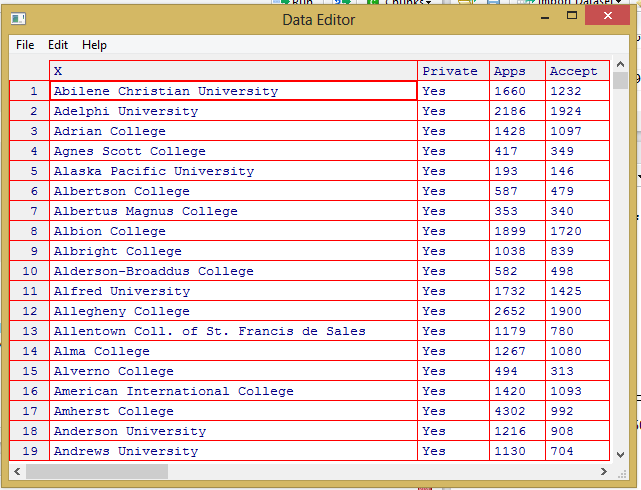 Data Editor
File Edit Help
X Private Apps Accept
1 Abilene Christian University Yes 1660 1232
2 Adelphi University Yes 2186 1924
3 Adrian College Yes 1428 1097
4 Agnes Scott College Yes 417 349
5 Alaska Pacific University Yes 193 146
6 Albertson College Yes 587 479
7 Albertus Magnus College Yes 353 340
8 Albion College Yes 1899 1720
9 Albright College Yes 1038 839
10 Alderson-Broaddus College Yes 582 498
11 Alfred University Yes 1732 1425
12 Allegheny College Yes 2652 1900
13 Allentown Coll. of St. Francis de Sales Yes 1179 780
14 Alma College Yes 1267 1080
15 Alverno College Yes 494 313
16 American International College Yes 1420 1093
17 Amherst College Yes 4302 992
18 Anderson University Yes 1216 908
19 Andrews University Yes 1130 704